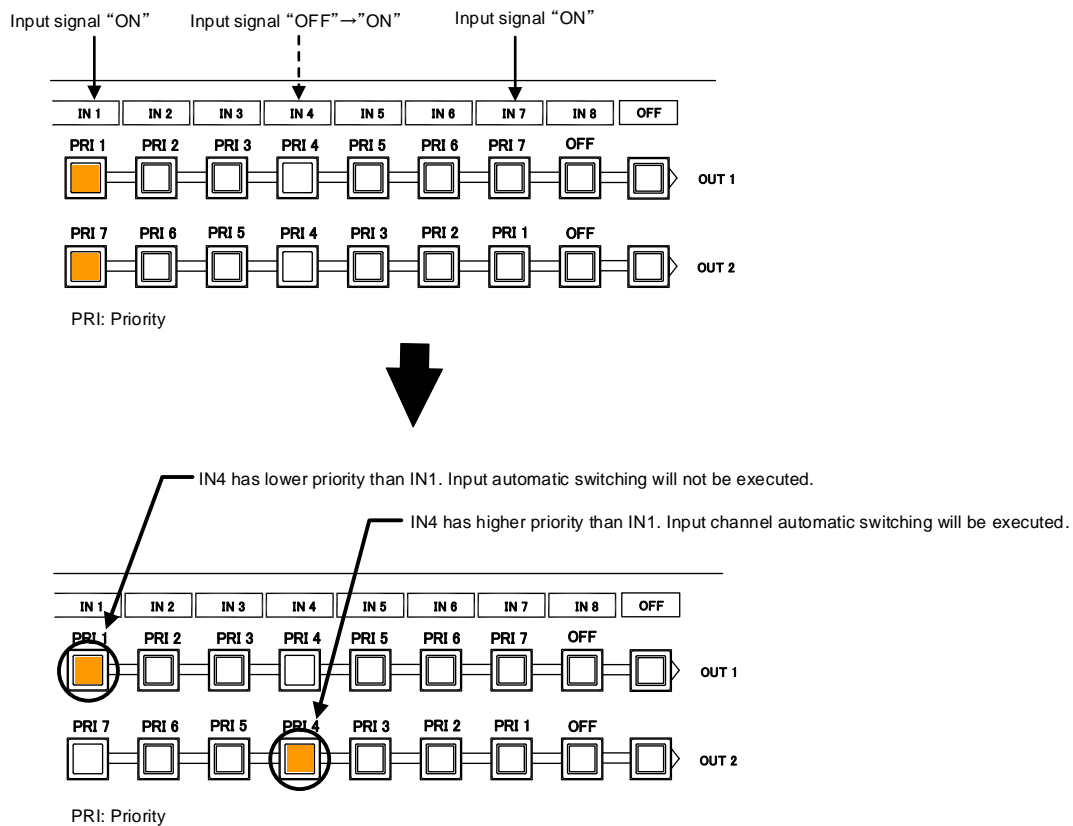 Input signal “ON” Input signal “OFF”→”ON” Input signal “ON”
IN 1 IN 2 IN 3 IN 4 IN 5 IN 6 IN 7 IN 8 OFF
PRI 1 PRI 2 PRI 3 PRI 4 PRI 5 PRI 6 PRI 7 OFF
OUT 1
PRI 7 PRI 6 PRI 5 PRI 4 PRI 3 PRI 2 PRI 1 OFF
OUT 2
PRI: Priority
IN4 has lower priority than IN1. Input automatic switching will not be executed.
IN4 has higher priority than IN1. Input channel automatic switching will be executed.
IN 1 IN 2 IN 3 IN 4 IN 5 IN 6 IN 7 IN 8 OFF
PRI 1 PRI 2 PRI 3 PRI 4 PRI 5 PRI 6 PRI 7 OFF
OUT 1
PRI 7 PRI 6 PRI 5 PRI 4 PRI 3 PRI 2 PRI 1 OFF
OUT 2
PRI: Priority